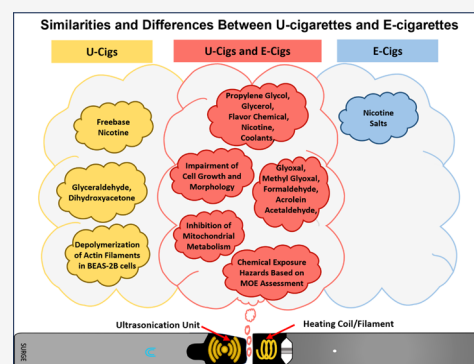 Similarities and Differences Between U-cigarettes and E-cigarettes
U-Cigs
U-Cigs and E-Cigs
E-Cigs
Freebase
Nicotine
Glyceraldehyde,
Dihydroxyacetone
Depolymerization
of Actin Filaments
in BEAS-2B cells
Propylene Glycol,
Glycerol,
Flavor Chemical,
Nicotine,
Coolants,
Impairment of
Cell Growth and
Morphology
Glyoxal,
Methyl Glyoxal,
Formaldehyde,
Acrolein
Acetaldehyde,
Inhibition of
Mitochondrial
Metabolism
Chemical Exposure
Hazards Based on
MOE Assessment
Nicotine
Salts
Ultrasonication Unit
Heating Coil/Filament
SURGE